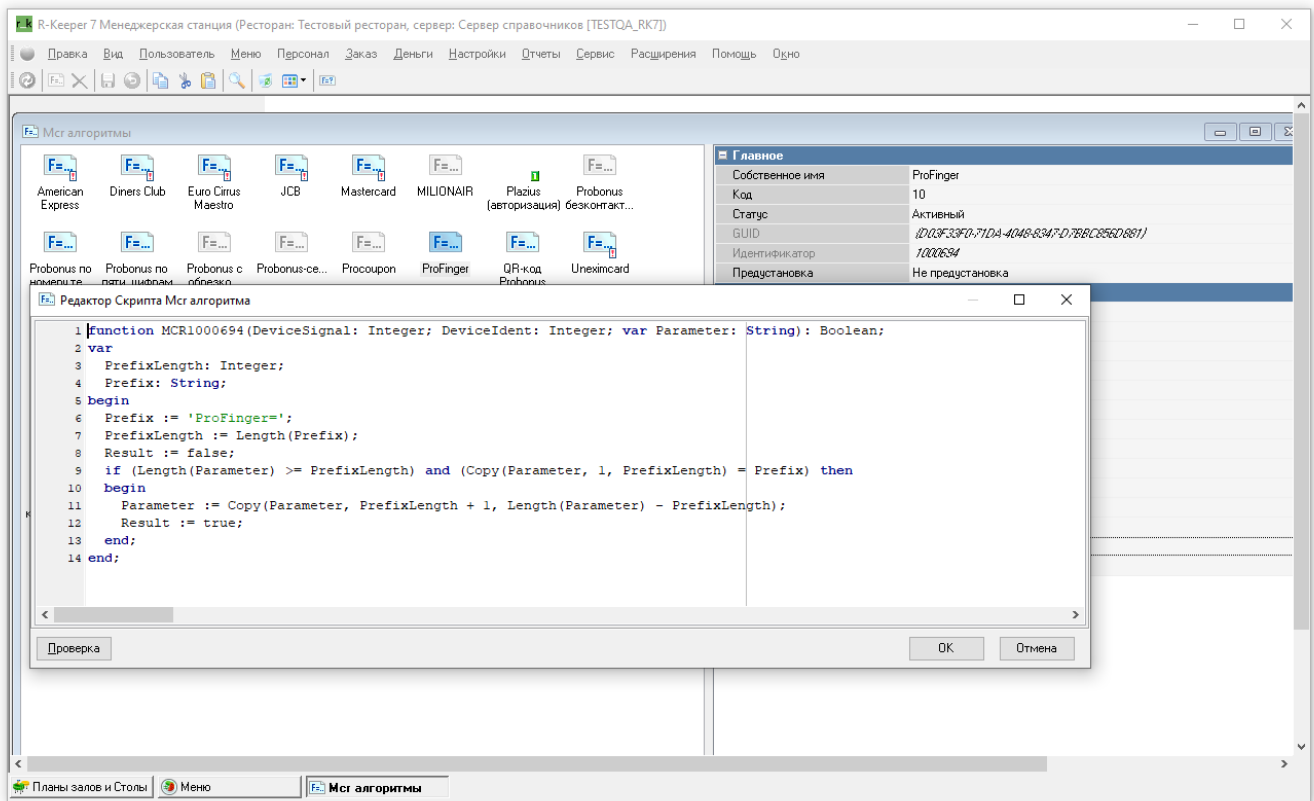 R-Keeper 7 Менеджерская станция (Ресторан: Тестовый ресторан, сервер: Сервер справочников [TESTQA_RK7])
Правка Вид Пользователь Меню Персонал Заказ Деньги Настройки Отчеты Сервис Расширения Помощь Окно
Mcr алгоритмы
American Express
Diners Club
Euro Cirrus Maestro
JCB
Mastercard
MILIONAIR
Plazius (авторизация)
Probonus безконтакт...
Probonus по номеру те
Probonus по пяти цифрам
Probonus с обрезко
Probonus-се...
Procoupon
ProFinger
QR-код Probonus
Uneximcard
Главное
Собственное имя ProFinger
Код 10
Статус Активный
GUID {D03F33F0-71DA-4048-8347-D7BBC856D881}
Идентификатор 1000694
Предустановка Не предустановка
Редактор Скрипта Mcr алгоритма
1 function MCR1000694(DeviceSignal: Integer; DeviceIdent: Integer; var Parameter: String): Boolean;
2 var
3 PrefixLength: Integer;
4 Prefix: String;
5 begin
6 Prefix := 'ProFinger=';
7 PrefixLength := Length(Prefix);
8 Result := false;
9 if (Length(Parameter) >= PrefixLength) and (Copy(Parameter, 1, PrefixLength) = Prefix) then
10 begin
11 Parameter := Copy(Parameter, PrefixLength + 1, Length(Parameter) - PrefixLength);
12 Result := true;
13 end;
14 end;
Проверка
OK
Отмена
Планы залов и Столы
Меню
Mcr алгоритмы